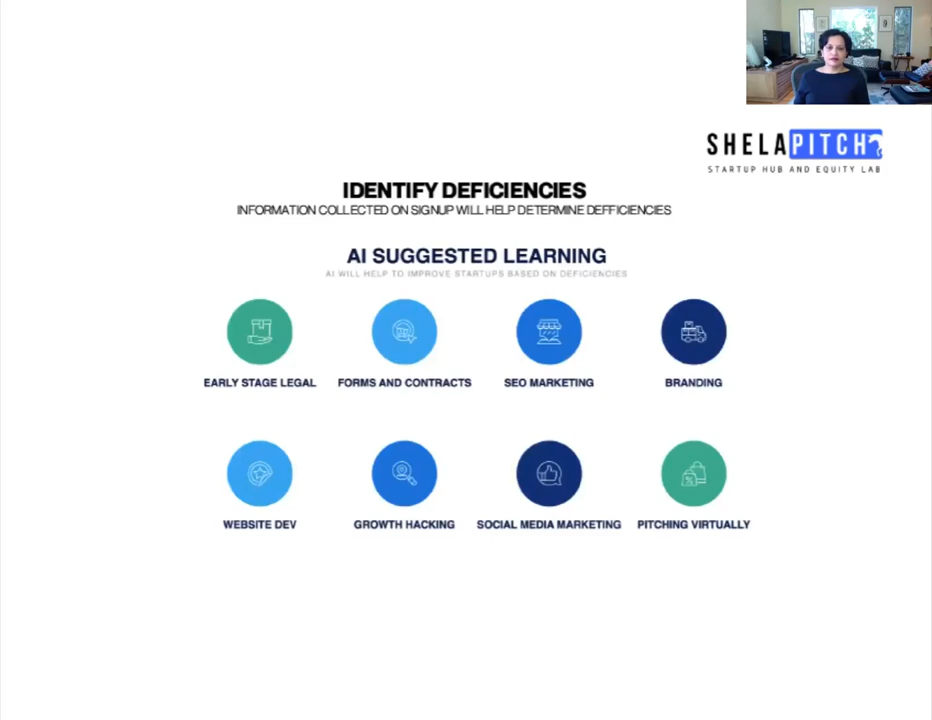 SHELAPITCH
STARTUP HUB AND EQUITY LAB
IDENTIFY DEFICIENCIES
INFORMATION COLLECTED ON SIGNUP WILL HELP DETERMINE DEFFICIENCIES
AI SUGGESTED LEARNING
AI WILL HELP TO IMPROVE STARTUPS BASED ON DEFICIENCIES
EARLY STAGE LEGAL
FORMS AND CONTRACTS
SEO MARKETING
BRANDING
WEBSITE DEV
GROWTH HACKING
SOCIAL MEDIA MARKETING
PITCHING VIRTUALLY